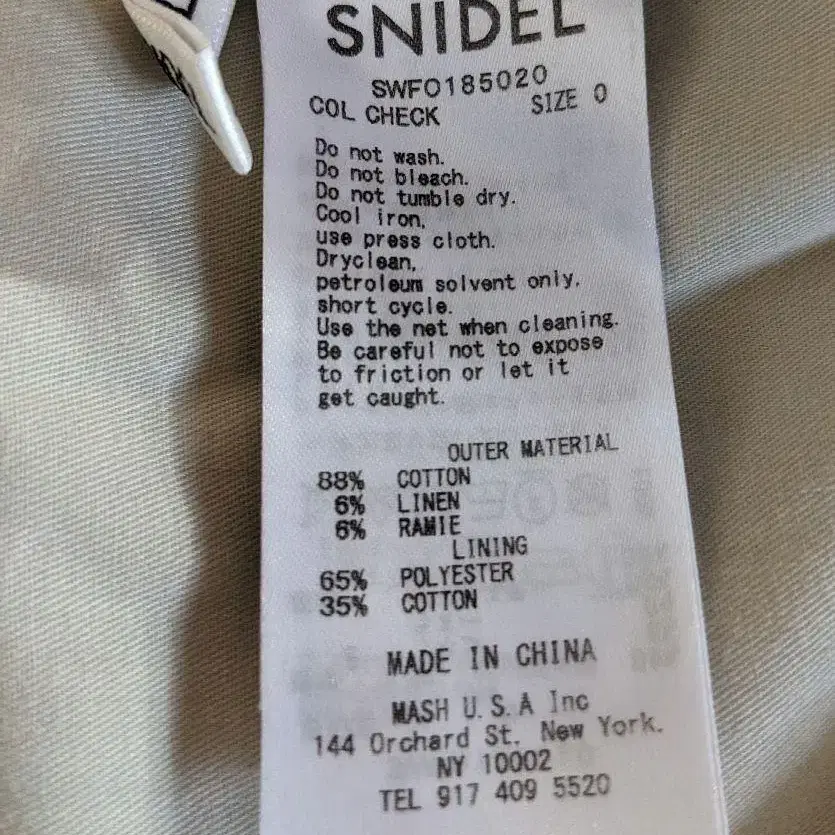 SNIDEL
SWFO185020
COL CHECK SIZE 0
Do not wash.
Do not bleach.
Do not tumble dry.
Cool iron,
use press cloth.
Dryclean,
petroleum solvent only,
short cycle.
Use the net when cleaning.
Be careful not to expose
to friction or let it
get caught.
OUTER MATERIAL
88% COTTON
6% LINEN
6% RAMIE
LINING
65% POLYESTER
35% COTTON
MADE IN CHINA
MASH U.S.A Inc
144 Orchard St. New York.
NY 10002
TEL 917 409 5520